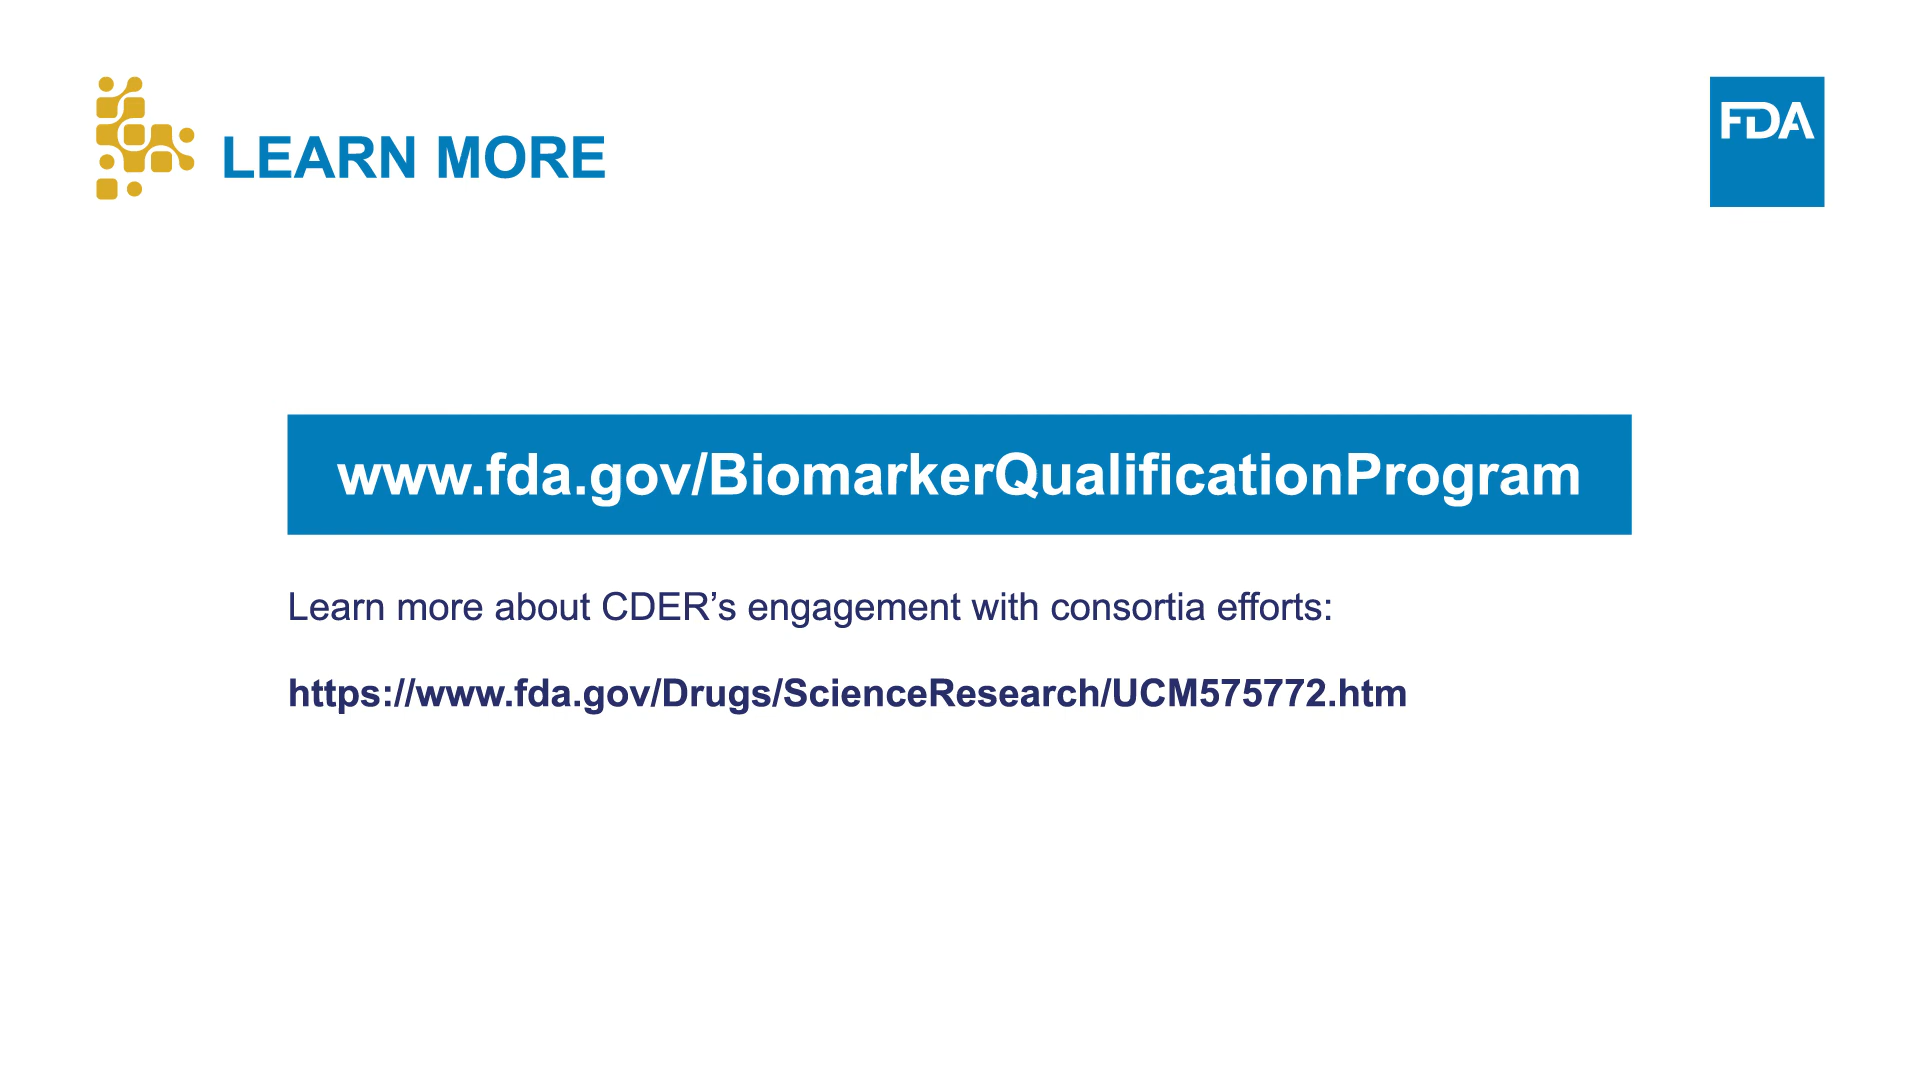 LEARN MORE
FDA
www.fda.gov/BiomarkerQualificationProgram
Learn more about CDER’s engagement with consortia efforts:
https://www.fda.gov/Drugs/ScienceResearch/UCM575772.htm